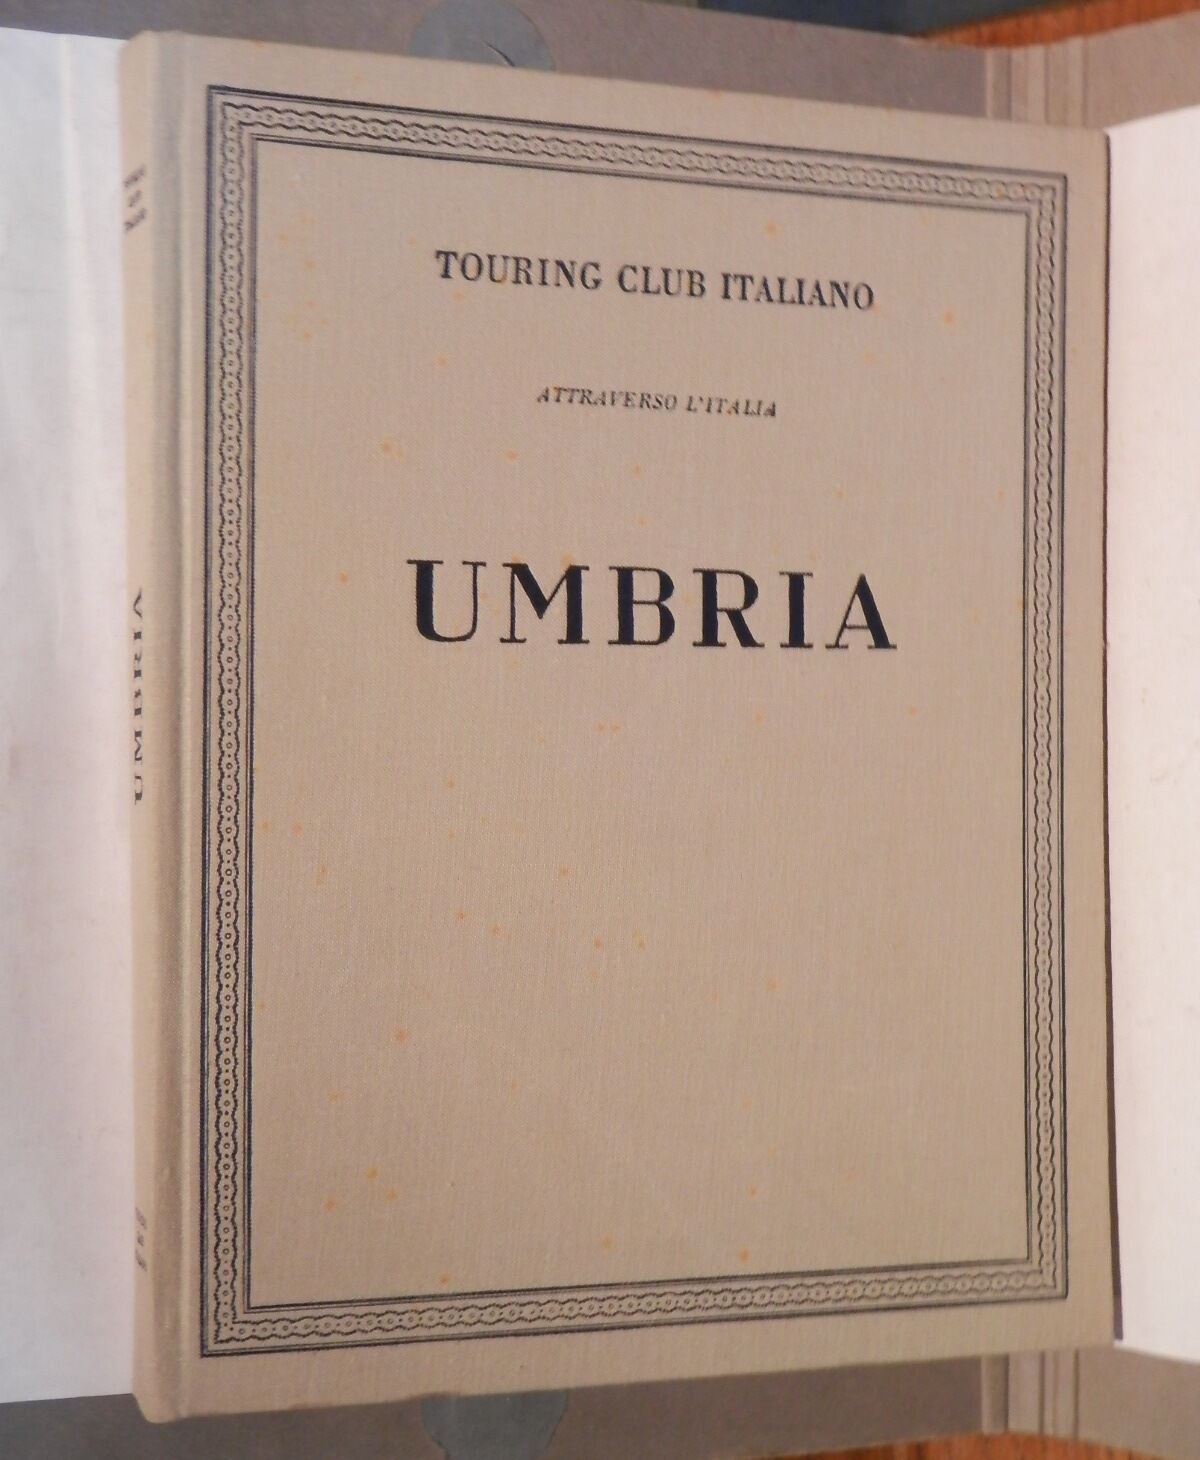 TOURING CLUB ITALIANO
ATTRAVERSO L'ITALIA
UMBRIA
UMBRIA